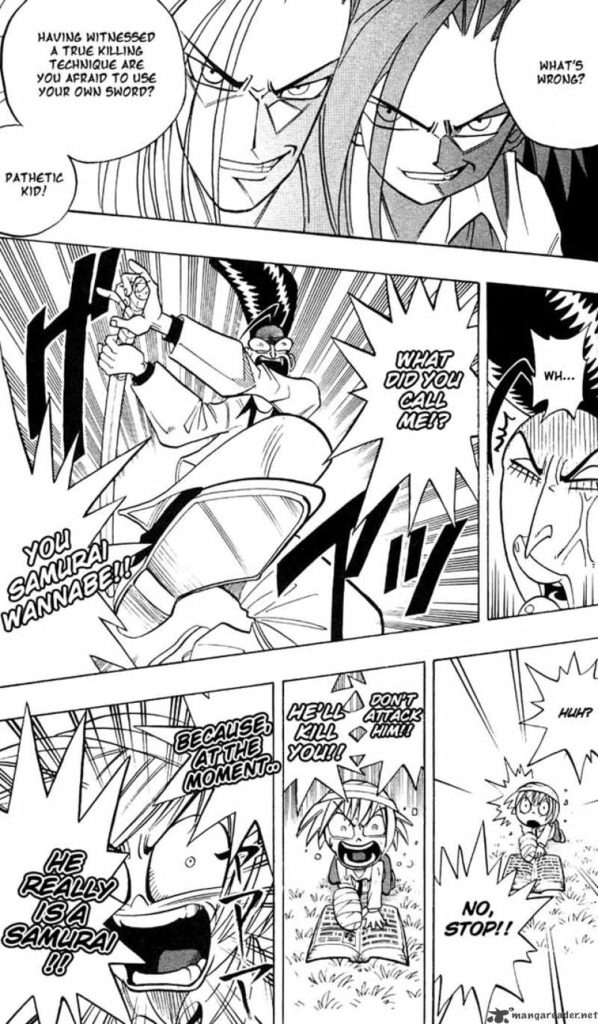 WHAT'S
WRONG?
HAVING WITNESSED
A TRUE KILLING
TECHNIQUE ARE
YOU AFRAID TO USE
YOUR OWN SWORD?
PATHETIC
KID!
WH...
WHAT
DID YOU
CALL
ME!?
YOU
SAMURAI
WANNABE!!
HUH?
NO,
STOP!!
DON'T
ATTACK
HIM!!
HE'LL
KILL
YOU!!
BECAUSE,
AT THE
MOMENT..
HE
REALLY
IS A
SAMURAI
!!
mangareader.net